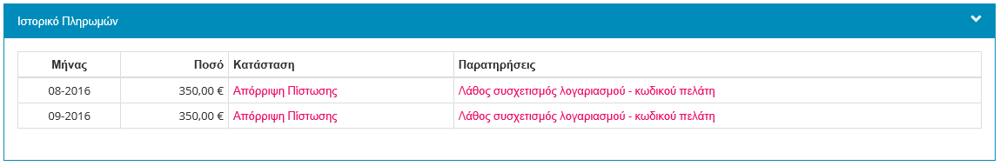 Ιστορικό Πληρωμών
Μήνας Ποσό Κατάσταση Παρατηρήσεις
08-2016 350,00 € Απόρριψη Πίστωσης Λάθος συσχετισμός λογαριασμού - κωδικού πελάτη
09-2016 350,00 € Απόρριψη Πίστωσης Λάθος συσχετισμός λογαριασμού - κωδικού πελάτη